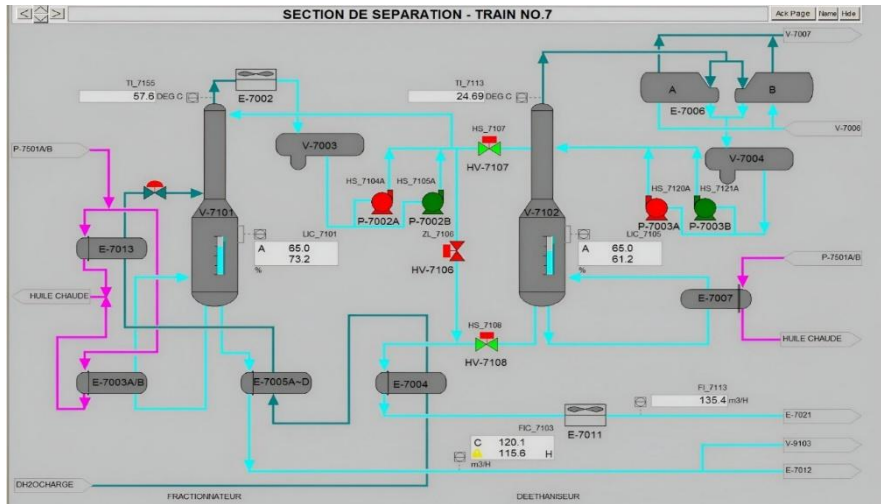 SECTION DE SEPARATION - TRAIN NO.7
Ack Page Name Hide
V-7007
TI_7155
57.6 DEG C
E-7002
TI_7113
24.69 DEG C
A
B
E-7006
V-7006
P-7501A/B
V-7003
HS_7107
HV-7107
V-7004
HS_7104A
HS_7105A
P-7002A
P-7002B
HS_7120A
HS_7121A
P-7003A
P-7003B
V-7101
V-7102
E-7013
LIC_7101
A 65.0
73.2
%
ZL_7106
HV-7106
LIC_7105
A 65.0
61.2
%
P-7501A/B
HUILE CHAUDE
E-7007
HS_7108
HV-7108
HUILE CHAUDE
E-7003A/B
E-7005A~D
E-7004
FI_7113
135.4 m3/H
E-7011
E-7021
FIC_7103
C 120.1
115.6 H
m3/H
V-9103
E-7012
DH2OCHARGE
FRACTIONNATEUR
DEETHANISEUR